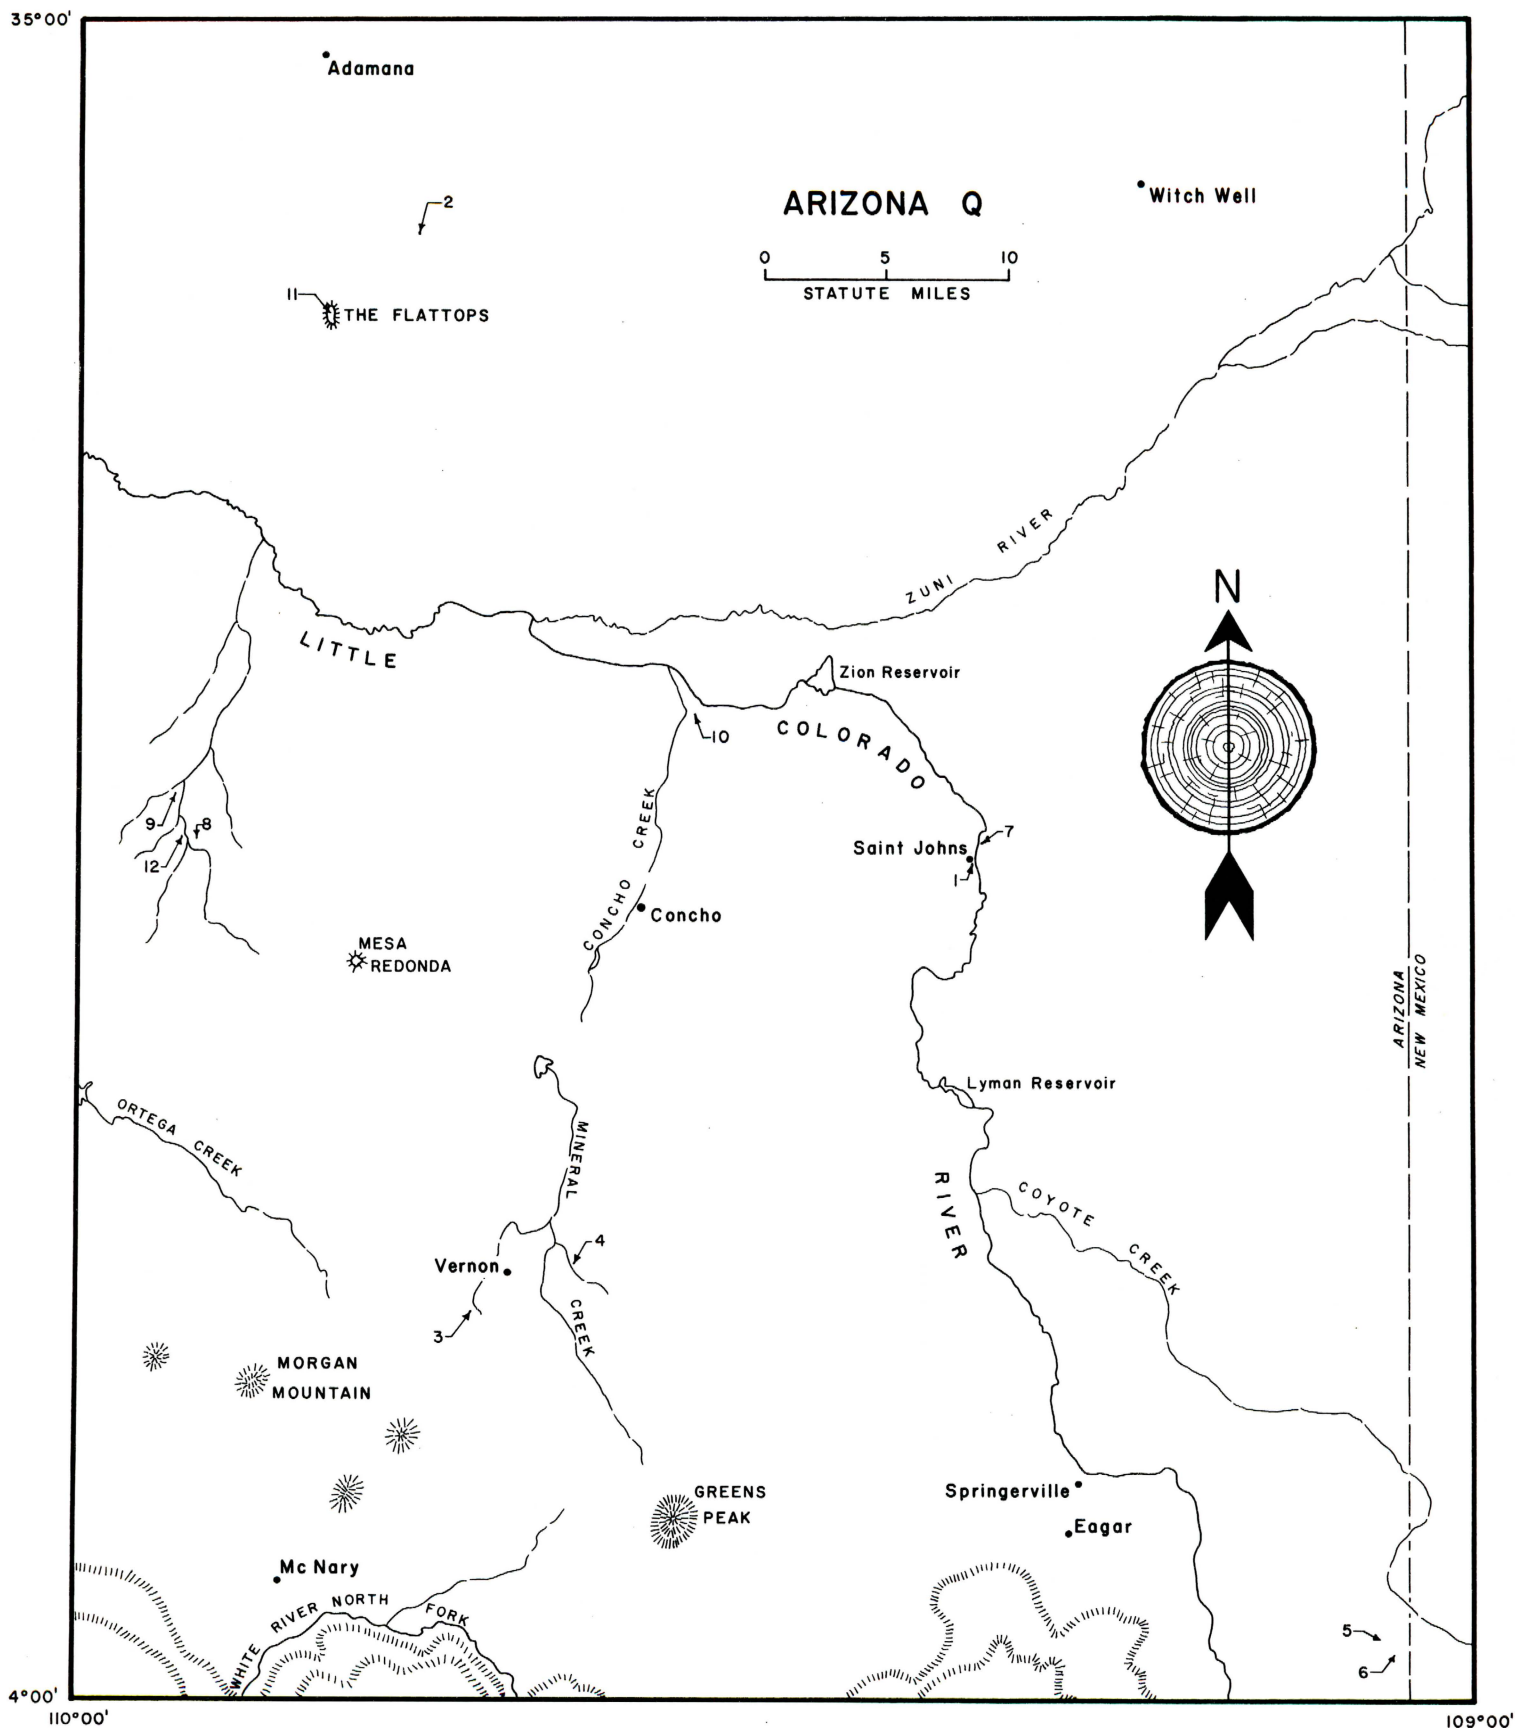 35°00'
Adamana
2
ARIZONA Q
Witch Well
0 5 10
STATUTE MILES
11
THE FLATTOPS
ZUNI RIVER
N
LITTLE
Zion Reservoir
COLORADO
10
9
8
12
CONCHO CREEK
7
Saint Johns
1
Concho
MESA
REDONDA
ARIZONA
NEW MEXICO
Lyman Reservoir
ORTEGA CREEK
MINERAL
RIVER
COYOTE CREEK
4
Vernon
3
CREEK
MORGAN
MOUNTAIN
GREENS
PEAK
Springerville
Eagar
Mc Nary
WHITE RIVER NORTH FORK
5
6
4°00'
110°00'
109°00'